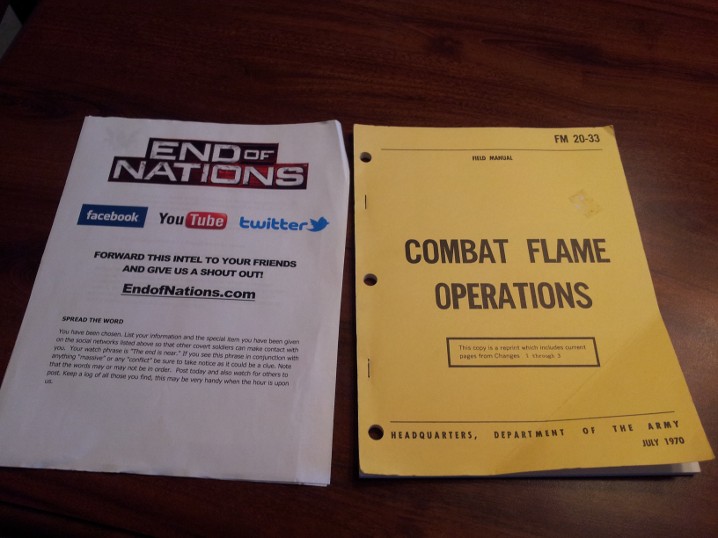 END OF
NATIONS
facebook
YouTube
twitter
FORWARD THIS INTEL TO YOUR FRIENDS
AND GIVE US A SHOUT OUT!
EndofNations.com
SPREAD THE WORD
You have been chosen. List your information and the special item you have been given
on the social networks listed above so that other covert soldiers can make contact with
you. Your watch phrase is "The end is near." If you see this phrase in conjunction with
anything "massive" or any "conflict" be sure to take notice as it could be a clue. Note
that the words may or may not be in order. Post today and also watch for others to
post. Keep a log of all those you find, this may be very handy when the hour is upon
us.
FM 20-33
FIELD MANUAL
COMBAT FLAME
OPERATIONS
This copy is a reprint which includes current
pages from Changes 1 through 3
HEADQUARTERS, DEPARTMENT OF THE ARMY
JULY 1970